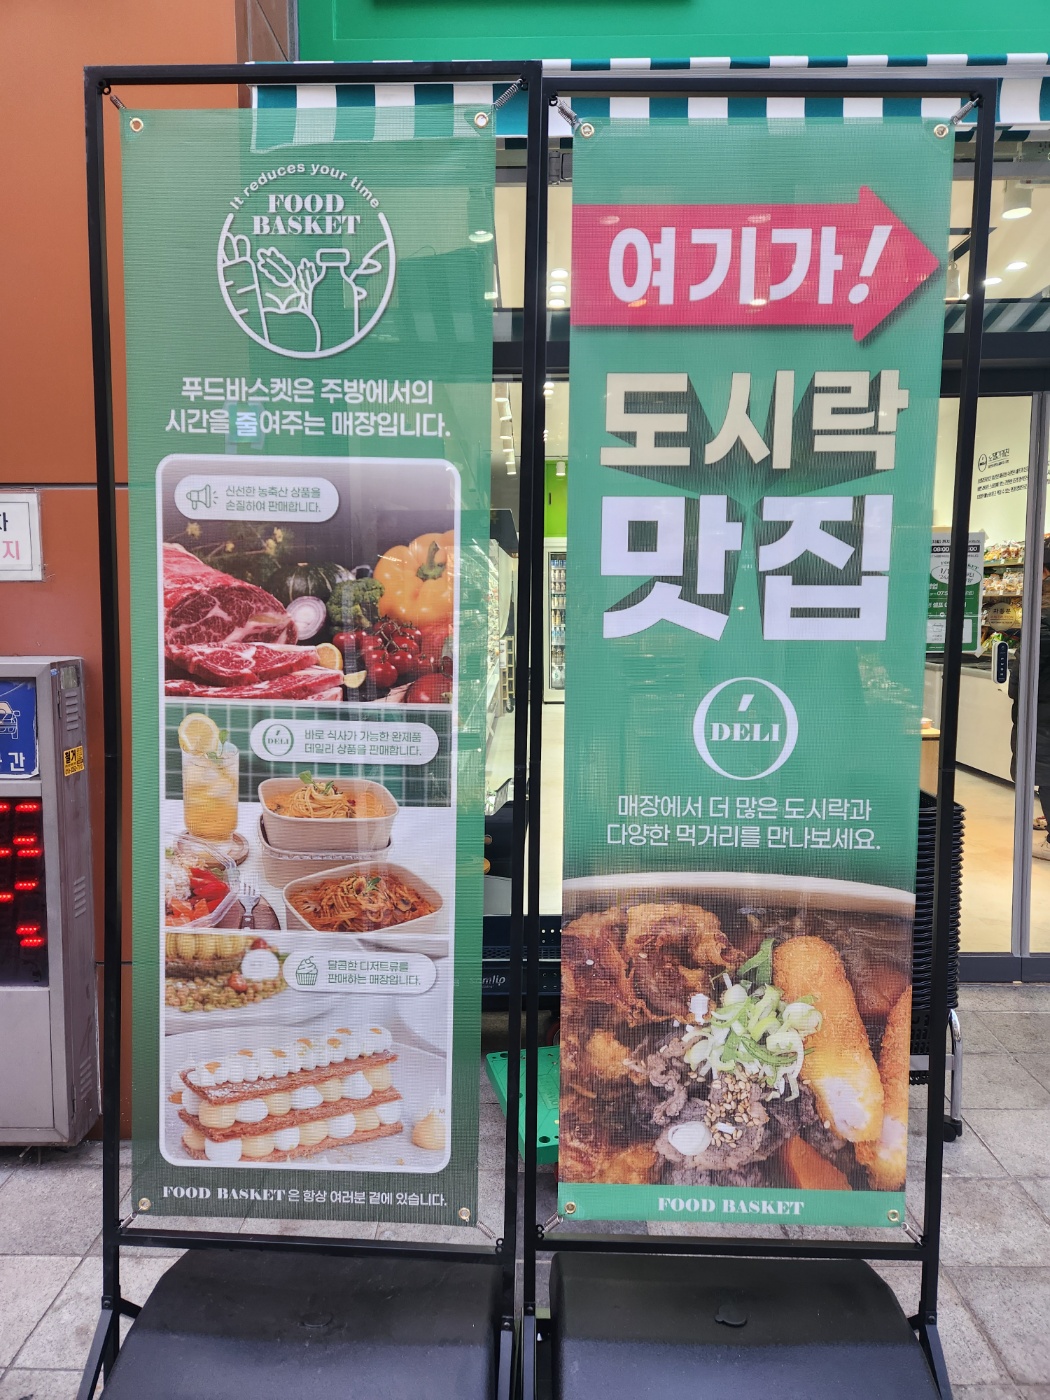 It reduces your time
FOOD
BASKET
푸드바스켓은 주방에서의
시간을 줄여주는 매장입니다.
신선한 농축산 상품을
손질하여 판매합니다.
DELI
바로 식사가 가능한 완제품
데일리 상품을 판매합니다.
달콤한 디저트류를
판매하는 매장입니다.
FOOD BASKET은 항상 여러분 곁에 있습니다.
여기가!
도시락
맛집
DELI
매장에서 더 많은 도시락과
다양한 먹거리를 만나보세요.
FOOD BASKET
차
지
간